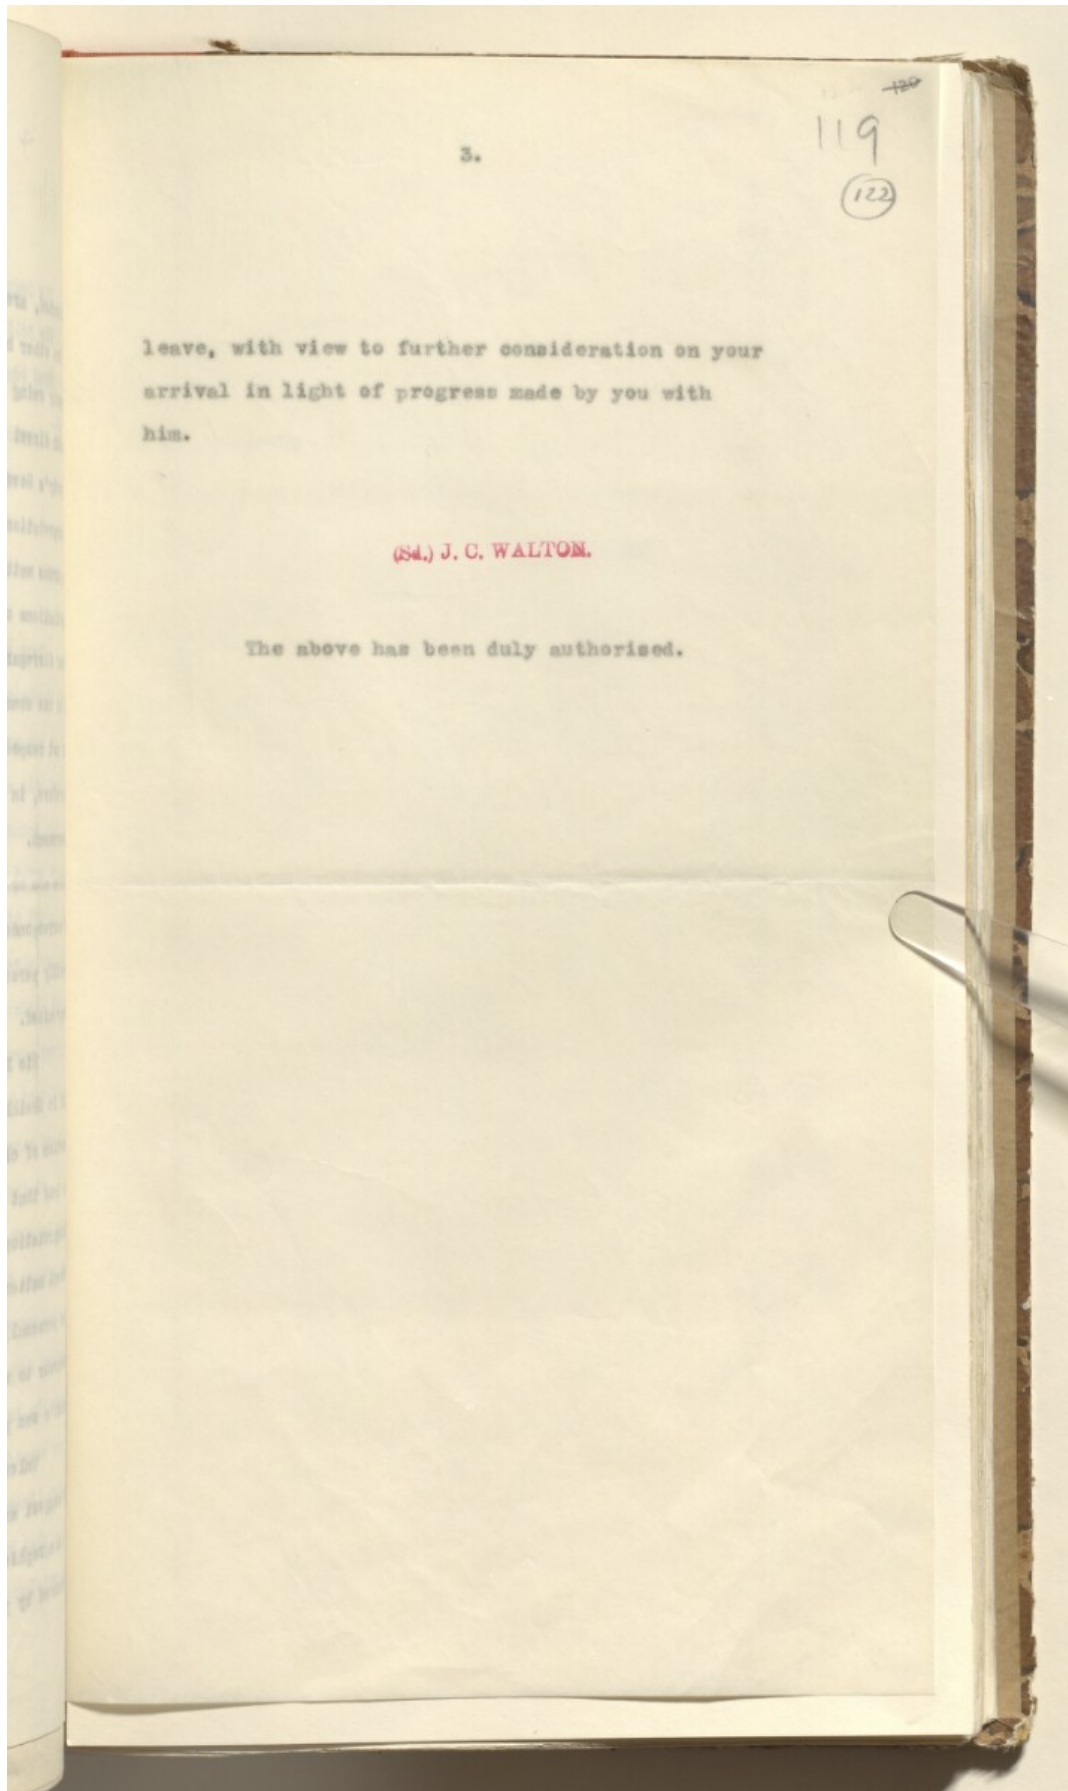 120
119
122
3.
leave, with view to further consideration on your
arrival in light of progress made by you with
him.
(Sd.) J. C. WALTON.
The above has been duly authorised.